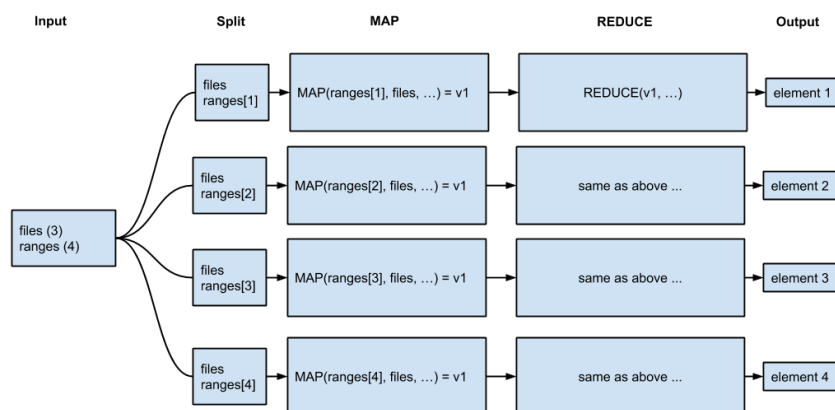 Input
Split
MAP
REDUCE
Output
files
ranges[1]
MAP(ranges[1], files, …) = v1
REDUCE(v1, …)
element 1
files
ranges[2]
MAP(ranges[2], files, …) = v1
same as above ...
element 2
files (3)
ranges (4)
files
ranges[3]
MAP(ranges[3], files, …) = v1
same as above ...
element 3
files
ranges[4]
MAP(ranges[4], files, …) = v1
same as above ...
element 4